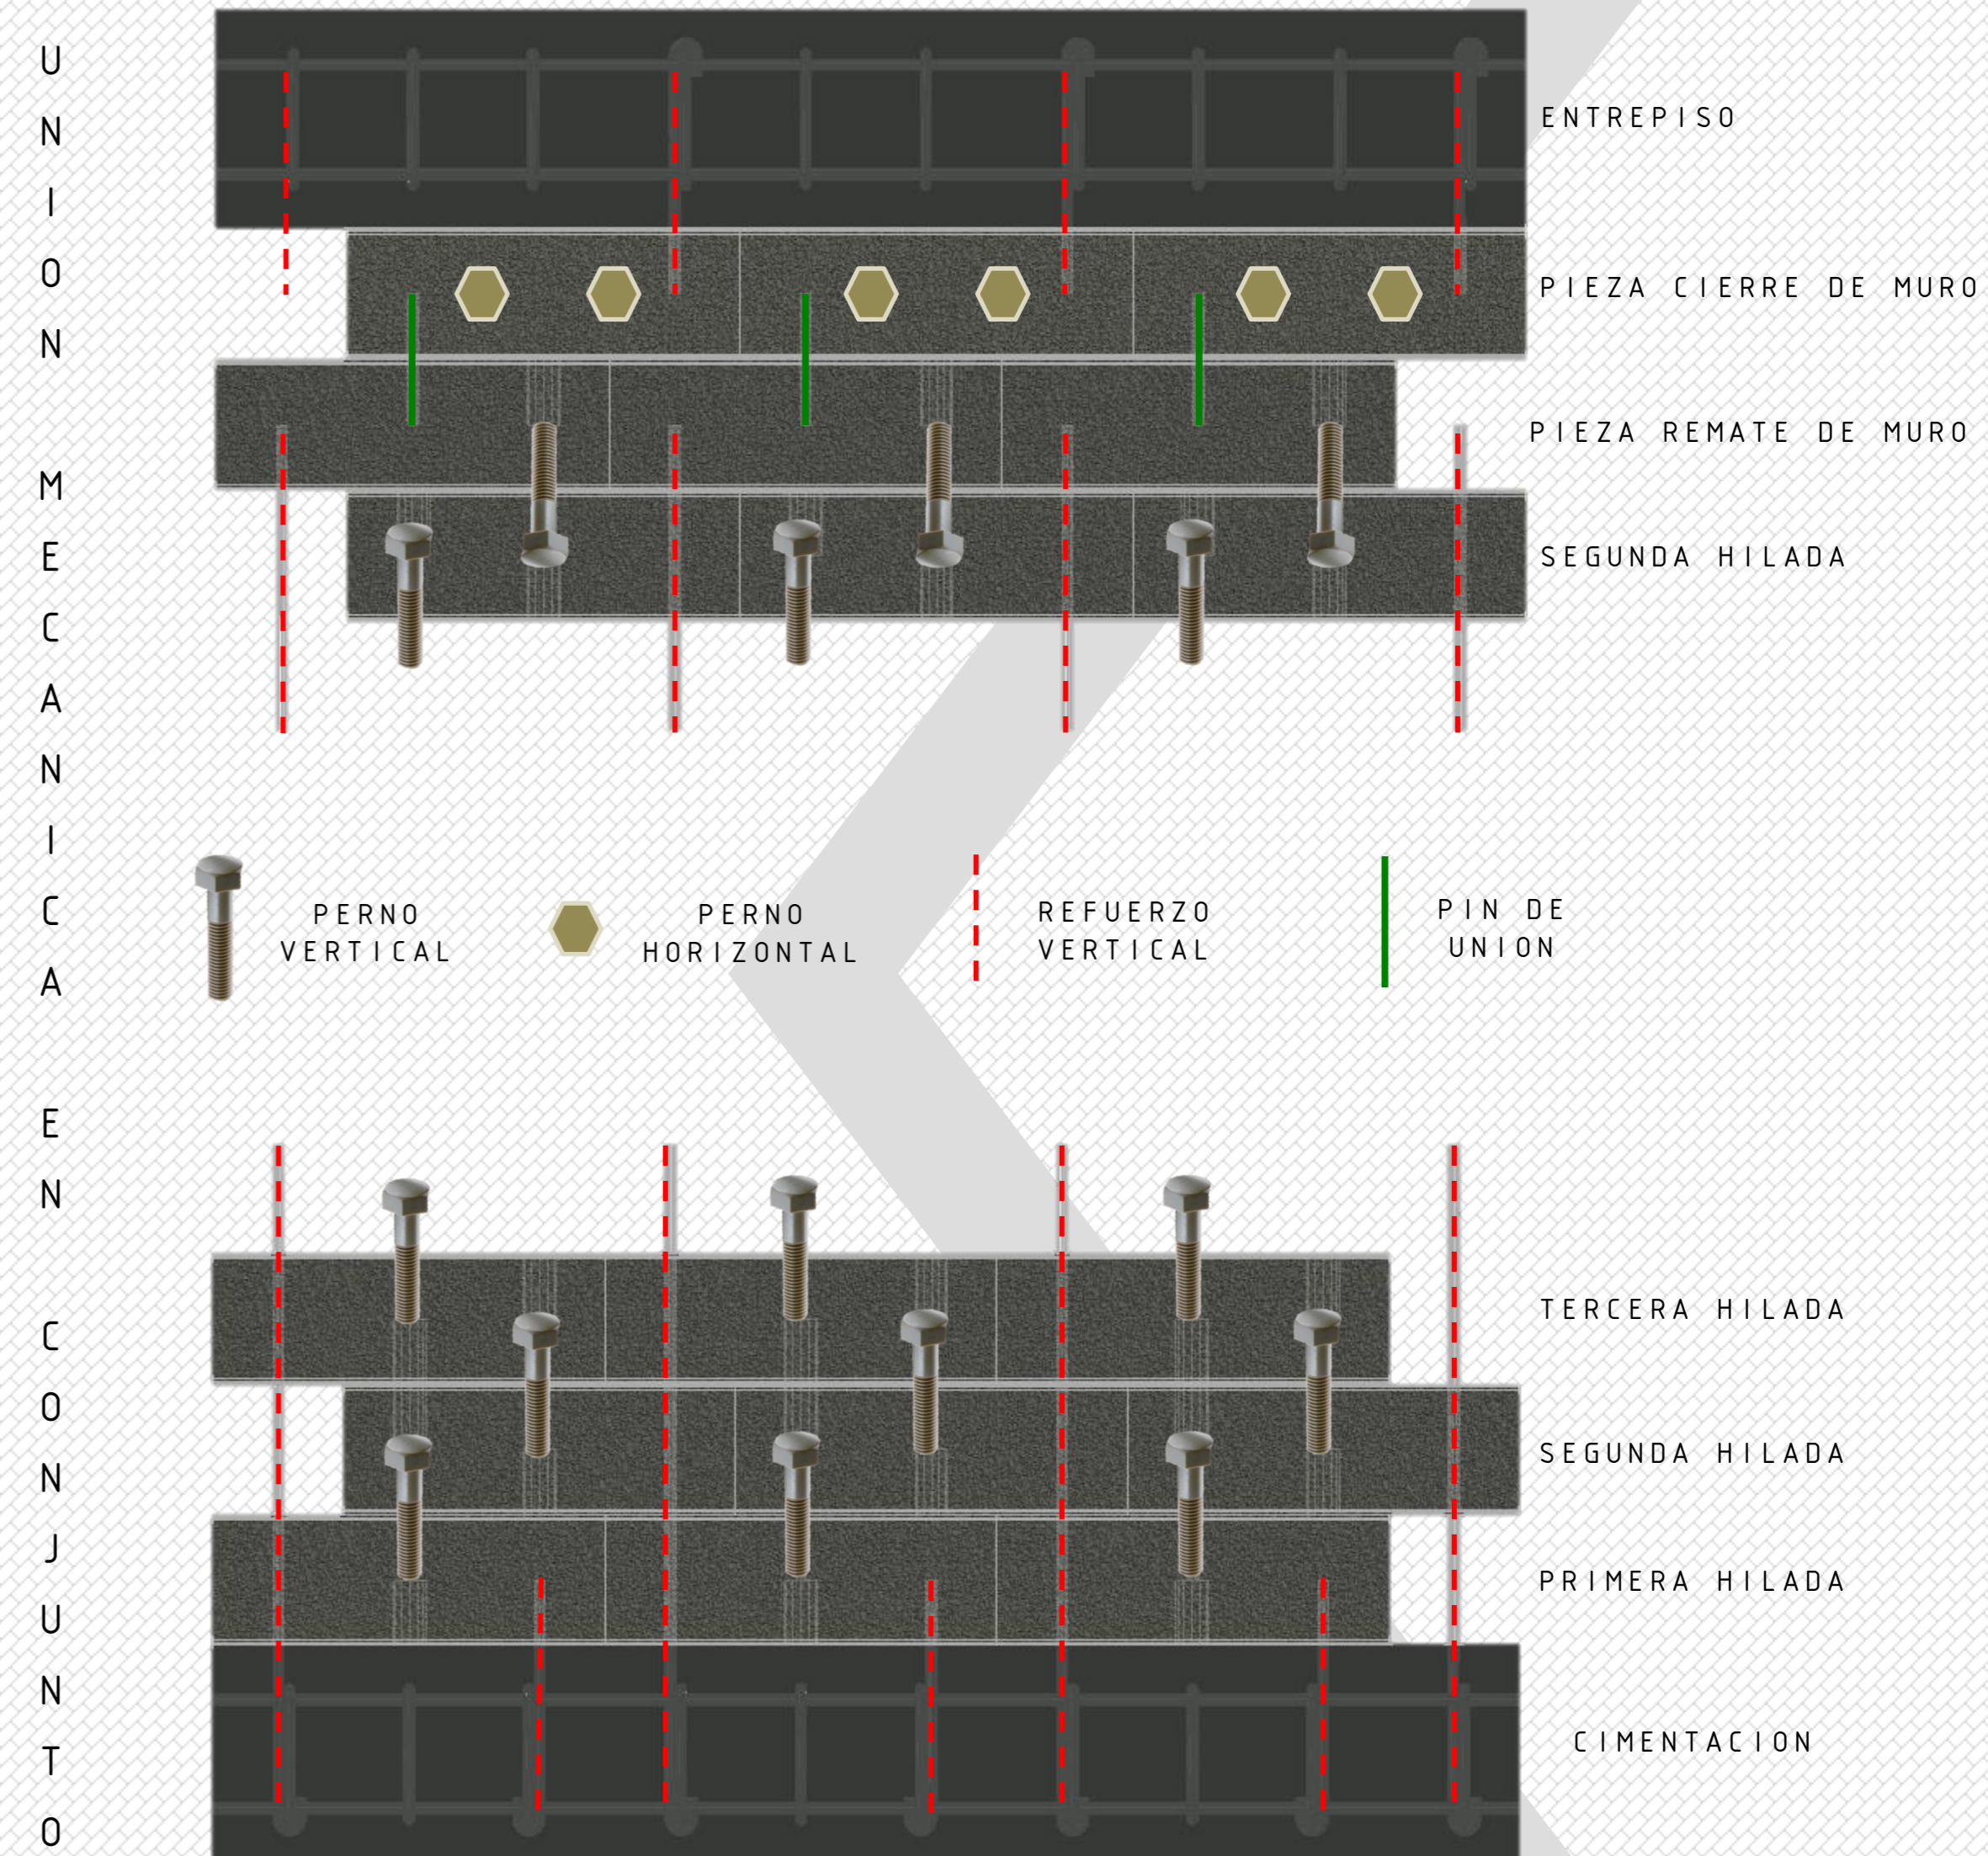 UNION MECANICA EN CONJUNTO
ENTREPISO
PIEZA CIERRE DE MURO
PIEZA REMATE DE MURO
SEGUNDA HILADA
PERNO
VERTICAL
PERNO
HORIZONTAL
REFUERZO
VERTICAL
PIN DE
UNION
TERCERA HILADA
SEGUNDA HILADA
PRIMERA HILADA
CIMENTACION